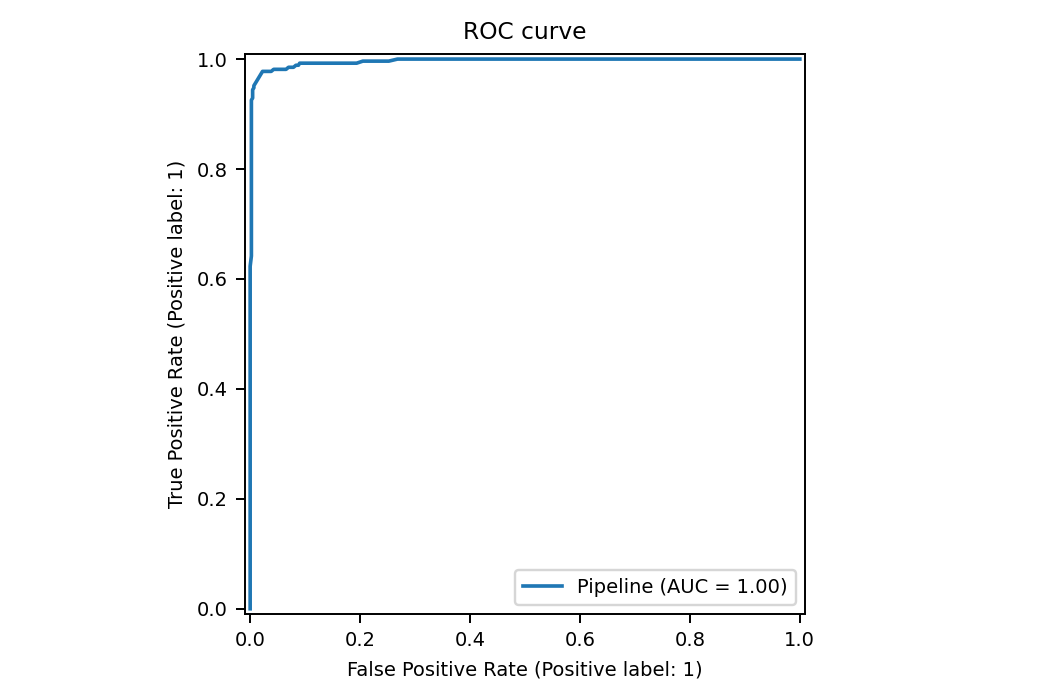 ROC curve
True Positive Rate (Positive label: 1)
1.0
0.8
0.6
0.4
0.2
0.0
Pipeline (AUC = 1.00)
0.0 0.2 0.4 0.6 0.8 1.0
False Positive Rate (Positive label: 1)